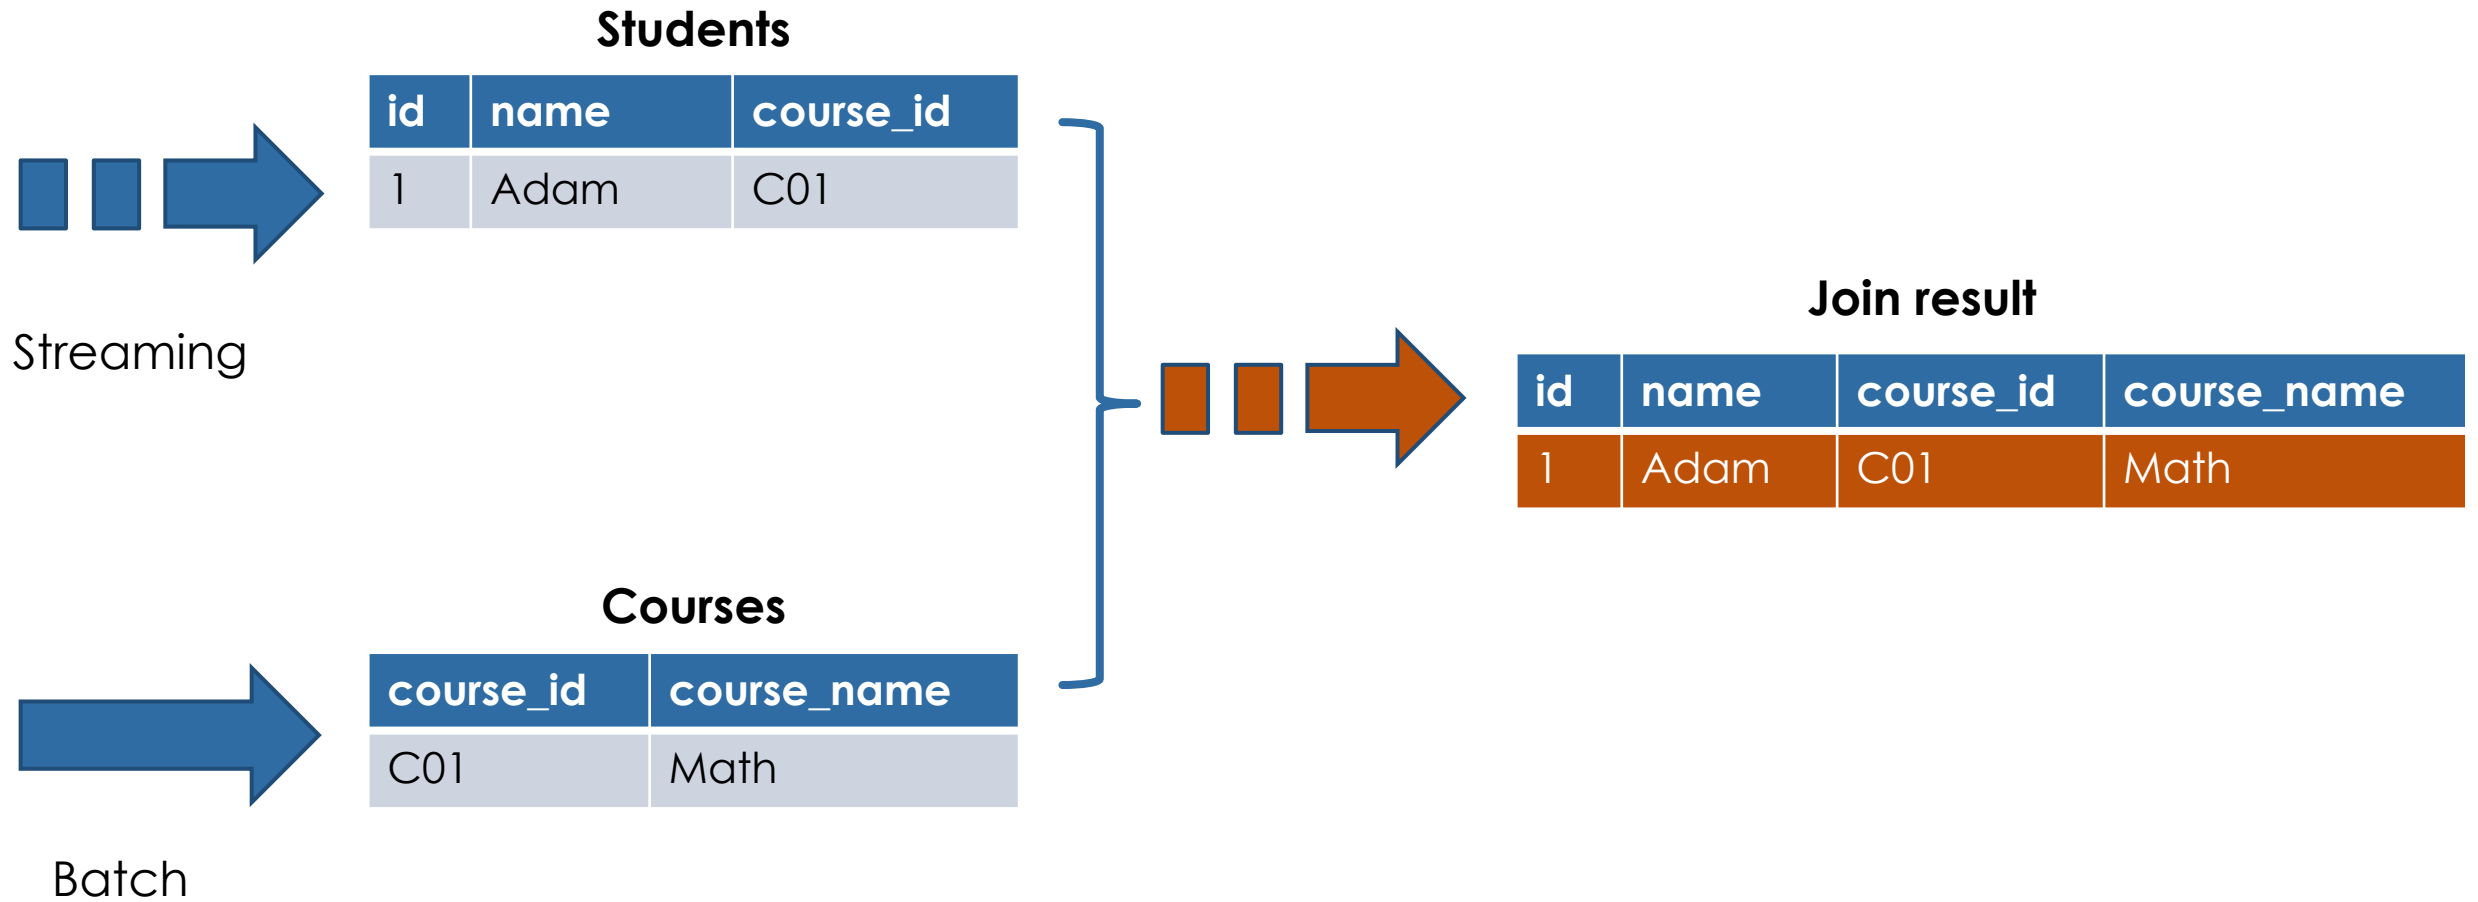 Students
id name course_id
1 Adam C01
Streaming
Join result
id name course_id course_name
1 Adam C01 Math
Courses
course_id course_name
C01 Math
Batch